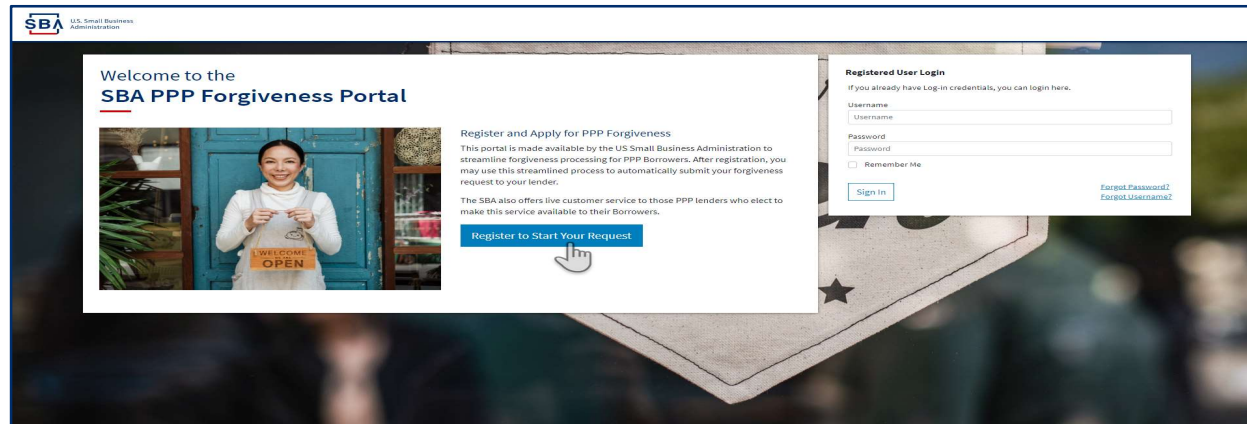 SBA
U.S. Small Business
Administration
Welcome to the
SBA PPP Forgiveness Portal
Register and Apply for PPP Forgiveness
This portal is made available by the US Small Business Administration to
streamline forgiveness processing for PPP Borrowers. After registration, you
may use this streamlined process to automatically submit your forgiveness
request to your lender.
The SBA also offers live customer service to those PPP lenders who elect to
make this service available to their Borrowers.
Register to Start Your Request
WELCOME
OPEN
Registered User Login
If you already have Log-in credentials, you can login here.
Username
Username
Password
Password
Remember Me
Sign In
Forgot Password?
Forgot Username?